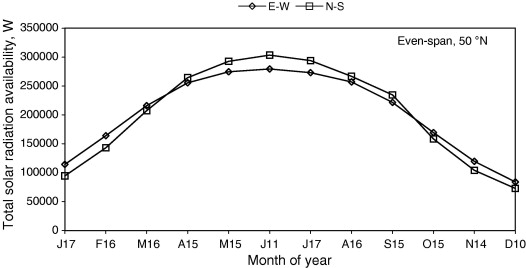 E-W N-S
Even-span, 50 °N
Total solar radiation availability, W
350000
300000
250000
200000
150000
100000
50000
0
J17 F16 M16 A15 M15 J11 J17 A16 S15 O15 N14 D10
Month of year